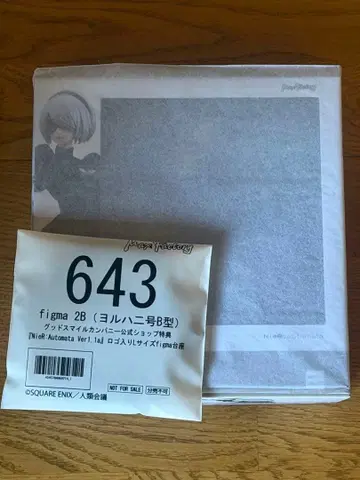 Max Factory
Max Factory
643
figma 2B（ヨルハ二号B型）
グッドスマイルカンパニー公式ショップ特典
『NieR:Automata Ver1.1a』ロゴ入りLサイズfigma台座
NOT FOR SALE
分売不可
©SQUARE ENIX／人類会議